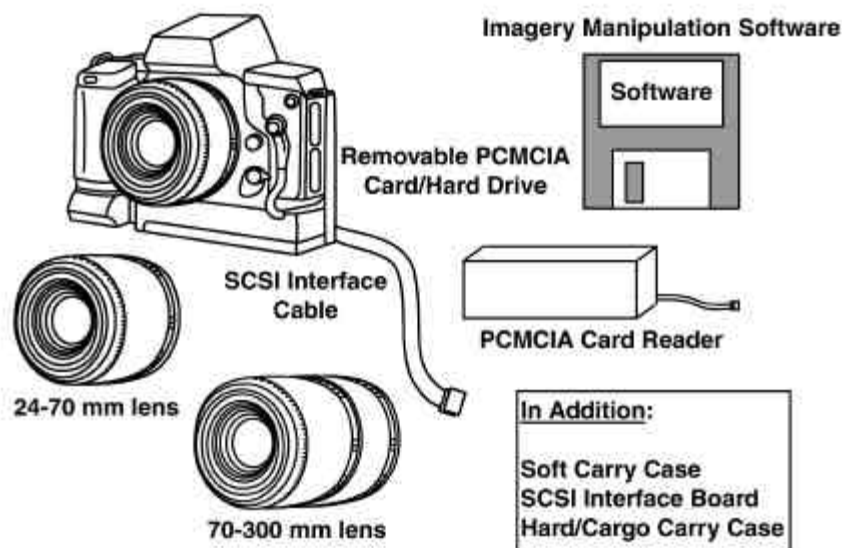 Imagery Manipulation Software
Software
Removable PCMCIA
Card/Hard Drive
SCSI Interface
Cable
PCMCIA Card Reader
24-70 mm lens
70-300 mm lens
In Addition:
Soft Carry Case
SCSI Interface Board
Hard/Cargo Carry Case